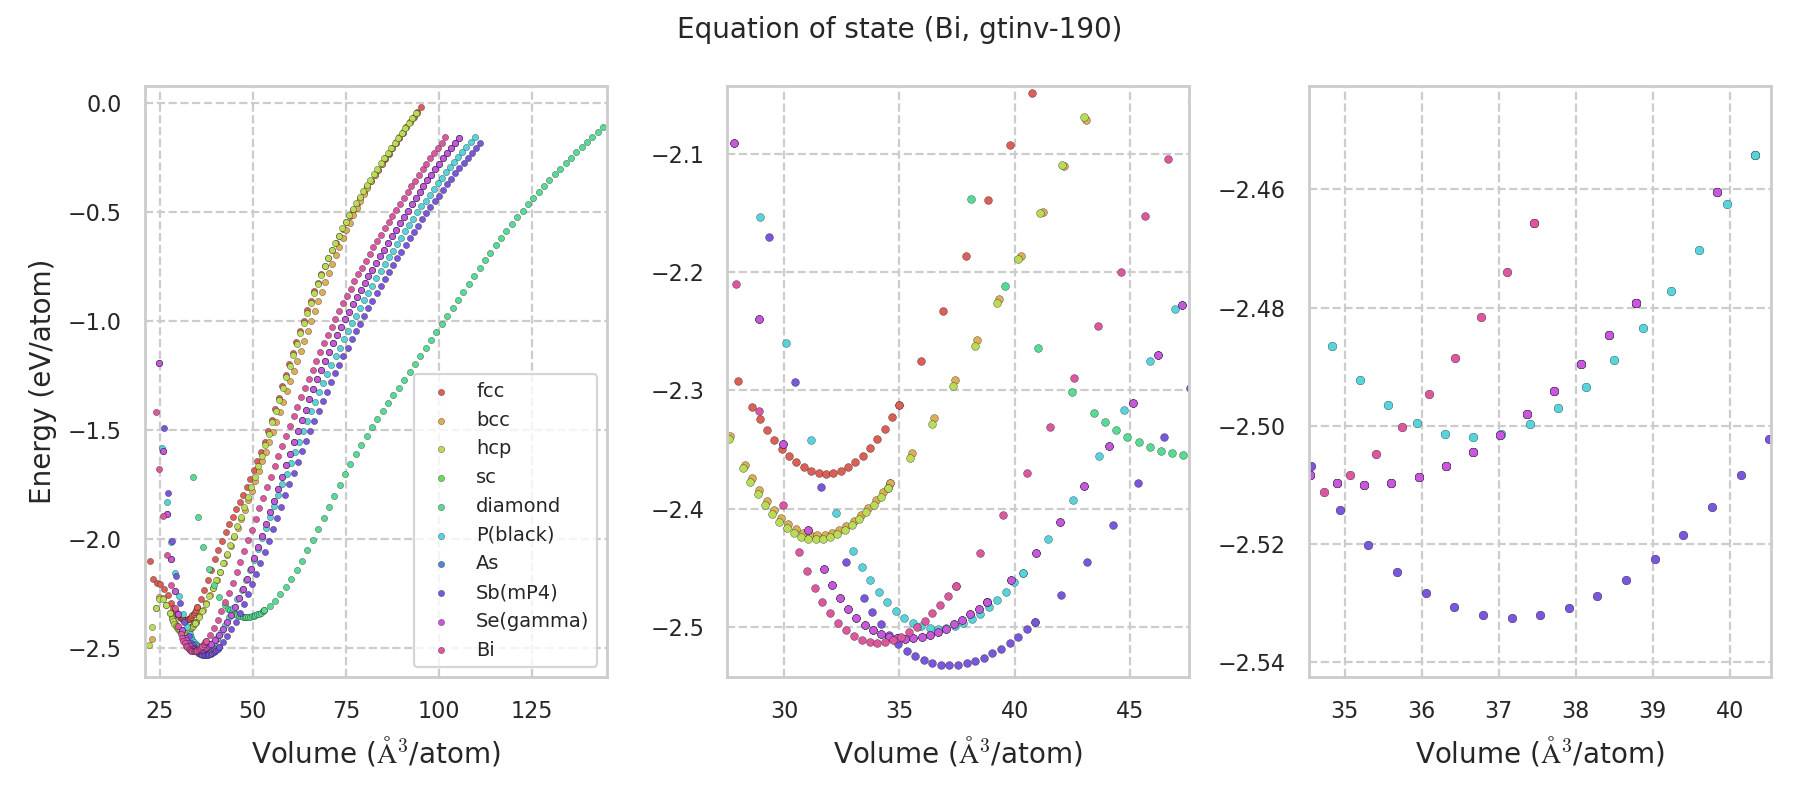 Equation of state (Bi, gtinv-190)
Energy (eV/atom)
0.0
−0.5
−1.0
−1.5
−2.0
−2.5
25 50 75 100 125
Volume (Å³/atom)
fcc
bcc
hcp
sc
diamond
P(black)
As
Sb(mP4)
Se(gamma)
Bi
−2.1
−2.2
−2.3
−2.4
−2.5
30 35 40 45
Volume (Å³/atom)
−2.46
−2.48
−2.50
−2.52
−2.54
35 36 37 38 39 40
Volume (Å³/atom)